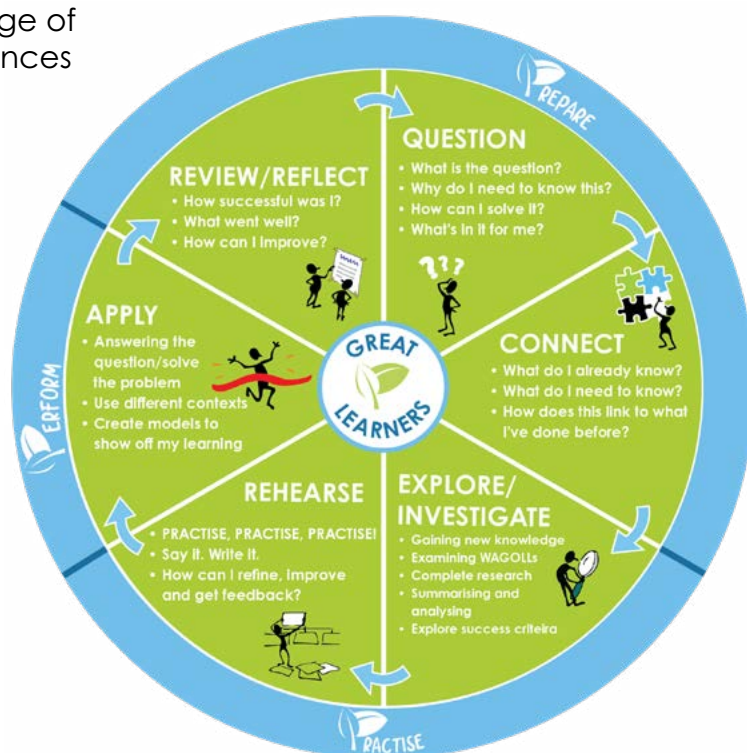 ge of
nces
REPARE
QUESTION
• What is the question?
• Why do I need to know this?
• How can I solve it?
• What's in it for me?
REVIEW/REFLECT
• How successful was I?
• What went well?
• How can I improve?
???
CONNECT
• What do I already know?
• What do I need to know?
• How does this link to what
I've done before?
APPLY
• Answering the
question/solve
the problem
• Use different contexts
• Create models to
show off my learning
GREAT
LEARNERS
ERFORM
EXPLORE/
INVESTIGATE
• Gaining new knowledge
• Examining WAGOLLs
• Complete research
• Summarising and
analysing
• Explore success criteira
REHEARSE
• PRACTISE, PRACTISE, PRACTISE!
• Say it. Write it.
• How can I refine, improve
and get feedback?
RACTISE